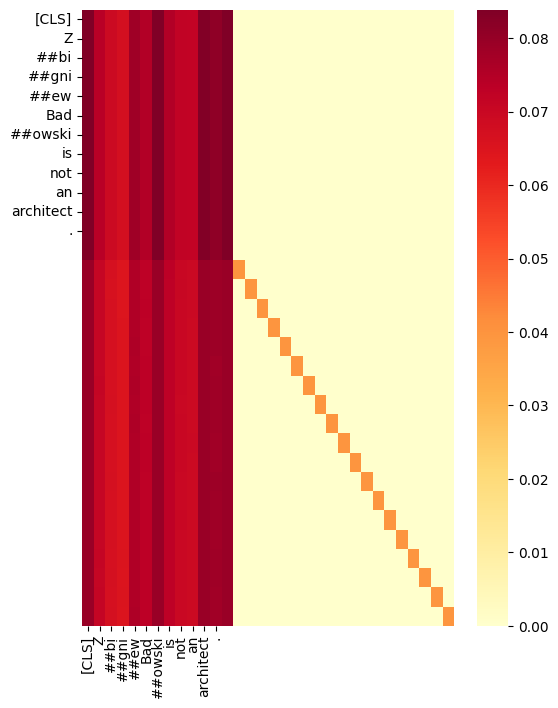 [CLS]
Z
##bi
##gni
##ew
Bad
##owski
is
not
an
architect
.
0.08
0.07
0.06
0.05
0.04
0.03
0.02
0.01
0.00
[CLS]
Z
##bi
##gni
##ew
Bad
##owski
is
not
an
architect
.